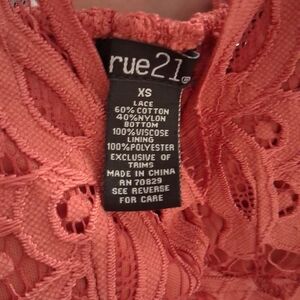 rue21
XS
LACE
60% COTTON
40% NYLON
BOTTOM
100% VISCOSE
LINING
100% POLYESTER
EXCLUSIVE OF
TRIMS
MADE IN CHINA
RN 70829
SEE REVERSE
FOR CARE